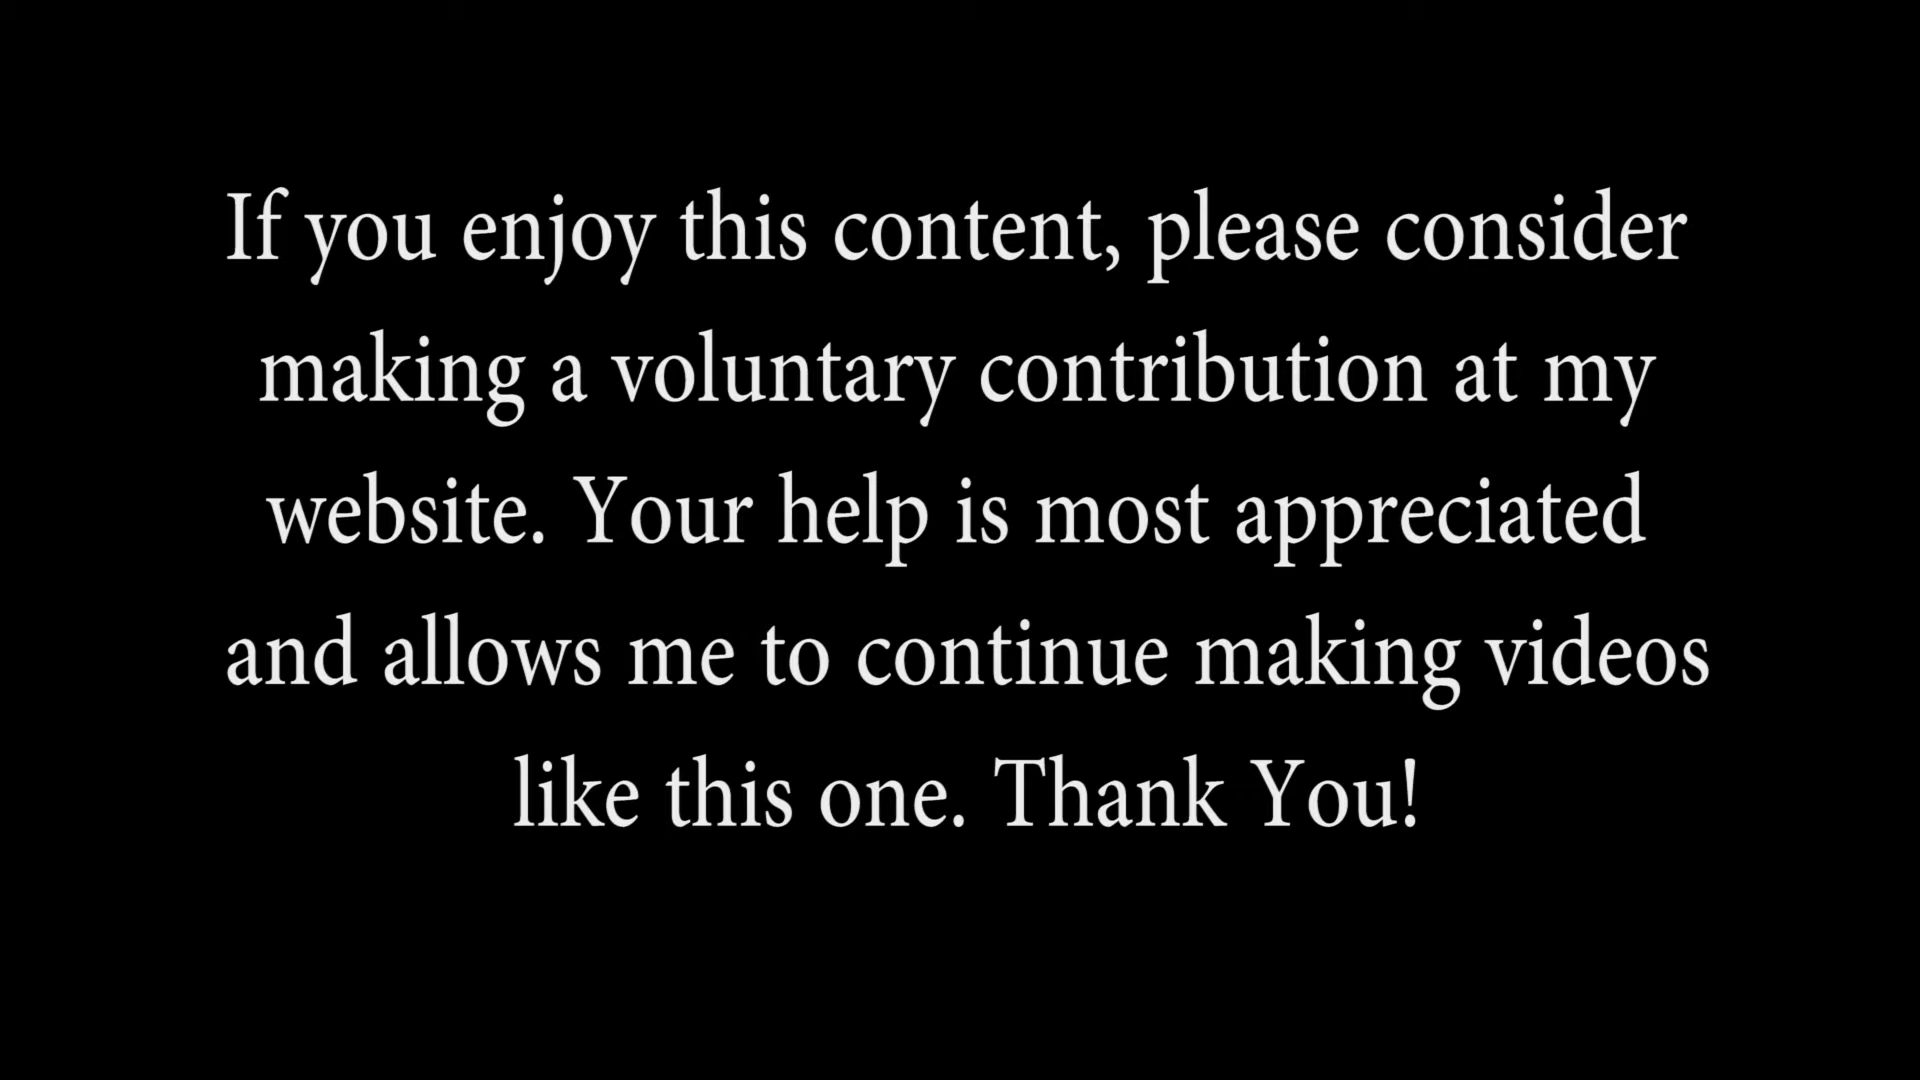 If you enjoy this content, please consider
making a voluntary contribution at my
website. Your help is most appreciated
and allows me to continue making videos
like this one. Thank You!